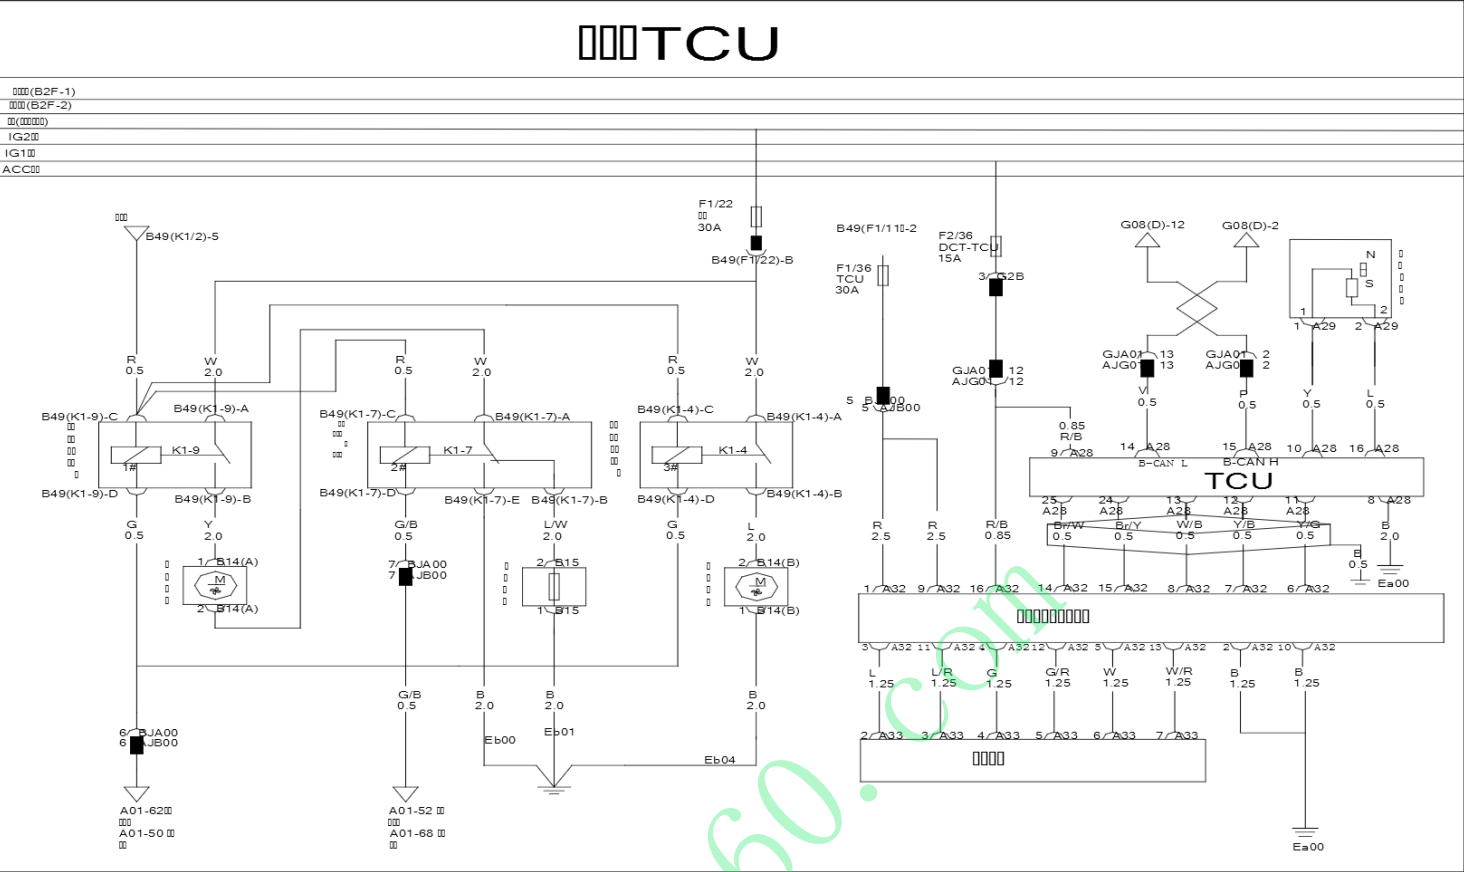 TCU
(B2F-1)
(B2F-2)
IG2
IG1
ACC
B49(K1/2)-5
F1/22
30A
B49(F1/22)-B
B49(F1/11)-2
F1/36
TCU
30A
F2/36
DCT-TCU
15A
3 G2B
G08(D)-12
G08(D)-2
N
S
1
2
1 A29
2 A29
GJA01 13
AJG01 13
GJA01 2
AJG01 2
GJA01 12
AJG01 12
5 BJA00
5 AJB00
R
0.5
W
2.0
R
0.5
W
2.0
R
0.5
W
2.0
V
0.5
P
0.5
Y
0.5
L
0.5
0.85
R/B
B49(K1-9)-C
B49(K1-9)-A
B49(K1-7)-C
B49(K1-7)-A
B49(K1-4)-C
B49(K1-4)-A
1#
K1-9
2#
K1-7
3#
K1-4
9 A28
14 A28
15 A28
10 A28
16 A28
B-CAN L
B-CAN H
TCU
B49(K1-9)-D
B49(K1-9)-B
B49(K1-7)-D
B49(K1-7)-E
B49(K1-7)-B
B49(K1-4)-D
B49(K1-4)-B
25
A28
24
A28
13
A28
12
A28
11
A28
8 A28
G
0.5
Y
2.0
G/B
0.5
L/W
2.0
G
0.5
L
2.0
R
2.5
R
2.5
R/B
0.85
Br/W
0.5
Br/Y
0.5
W/B
0.5
Y/B
0.5
Y/G
0.5
B
0.5
B
2.0
Ea00
1 B14(A)
M
2 B14(A)
7 BJA00
7 AJB00
2 B15
1 B15
2 B14(B)
M
1 B14(B)
1 A32
9 A32
16 A32
14 A32
15 A32
8 A32
7 A32
6 A32
3 A32
11 A32
4 A32
12 A32
5 A32
13 A32
2 A32
10 A32
L
1.25
L/R
1.25
G
1.25
G/R
1.25
W
1.25
W/R
1.25
B
1.25
B
1.25
G/B
0.5
B
2.0
B
2.0
B
2.0
6 BJA00
6 AJB00
Eb00
Eb01
Eb04
2 A33
3 A33
4 A33
5 A33
6 A33
7 A33
A01-62
A01-50
A01-52
A01-68
Ea00
60.com